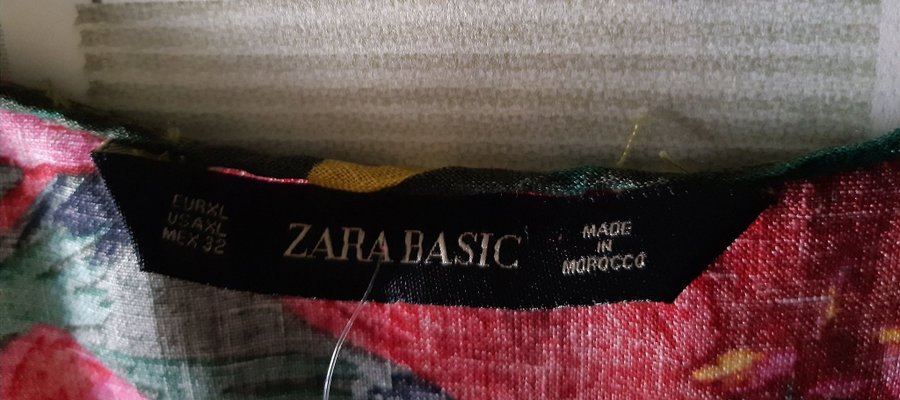 EUR XL
USA XL
MEX 32
ZARA BASIC
MADE
IN
MOROCCO